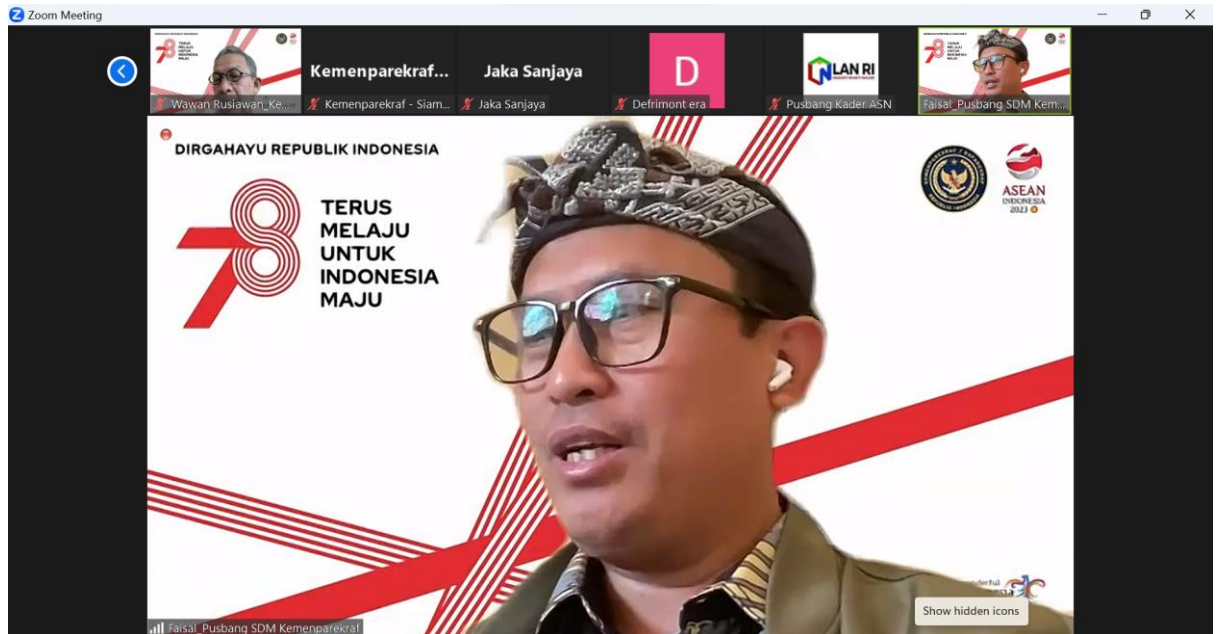 Zoom Meeting
Wawan Rusiawan_Ke...
Kemenparekraf...
Kemenparekraf - Siam...
Jaka Sanjaya
Jaka Sanjaya
D
Defrimont era
LAN RI
Pusbang Kader ASN
Faisal_Pusbang SDM Kem...
DIRGAHAYU REPUBLIK INDONESIA
78
TERUS
MELAJU
UNTUK
INDONESIA
MAJU
ASEAN
INDONESIA
2023
Show hidden icons
Faisal_Pusbang SDM Kemenparekraf